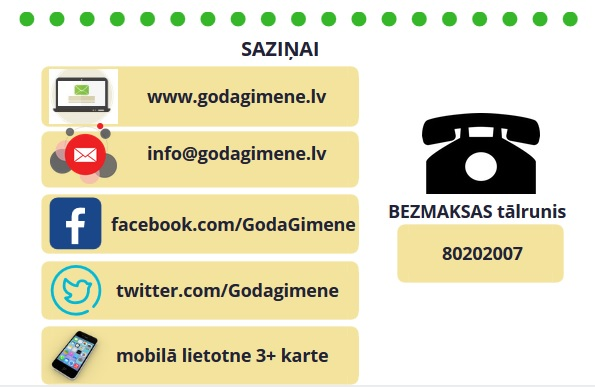 SAZIŅAI
www.godagimene.lv
info@godagimene.lv
facebook.com/GodaGimene
twitter.com/Godagimene
mobilā lietotne 3+ karte
BEZMAKSAS tālrunis
80202007